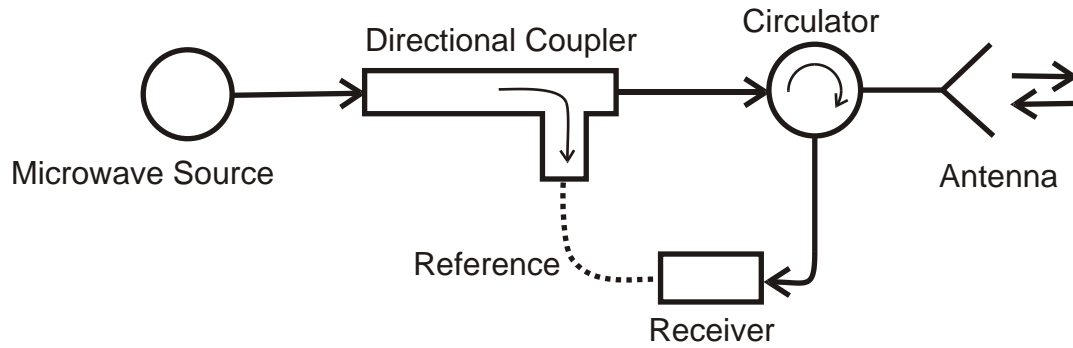 Circulator
Directional Coupler
Microwave Source
Antenna
Reference
Receiver